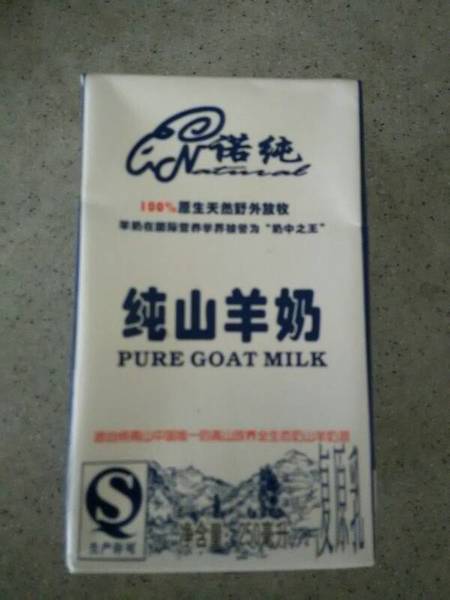 诺纯
Natural
100%原生天然野外放牧
羊奶在国际营养学界被誉为"奶中之王"
纯山羊奶
PURE GOAT MILK
生产许可
净含量：250毫升
复原乳